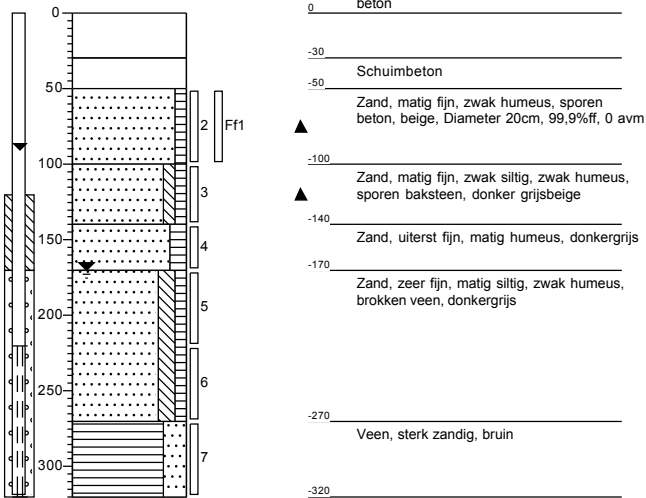 beton
0
0
-30
Schuimbeton
50
-50
Zand, matig fijn, zwak humeus, sporen
beton, beige, Diameter 20cm, 99,9%ff, 0 avm
2
Ff1
100
-100
Zand, matig fijn, zwak siltig, zwak humeus,
sporen baksteen, donker grijsbeige
3
-140
Zand, uiterst fijn, matig humeus, donkergrijs
150
4
-170
Zand, zeer fijn, matig siltig, zwak humeus,
brokken veen, donkergrijs
5
200
6
250
-270
Veen, sterk zandig, bruin
7
300
-320